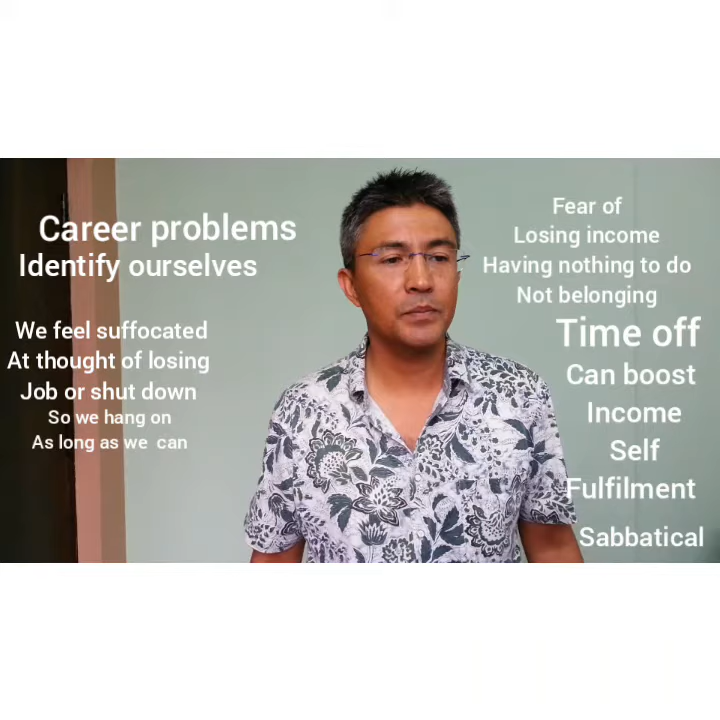 Career problems
Identify ourselves
We feel suffocated
At thought of losing
Job or shut down
So we hang on
As long as we can
Fear of
Losing income
Having nothing to do
Not belonging
Time off
Can boost
Income
Self
Fulfilment
Sabbatical